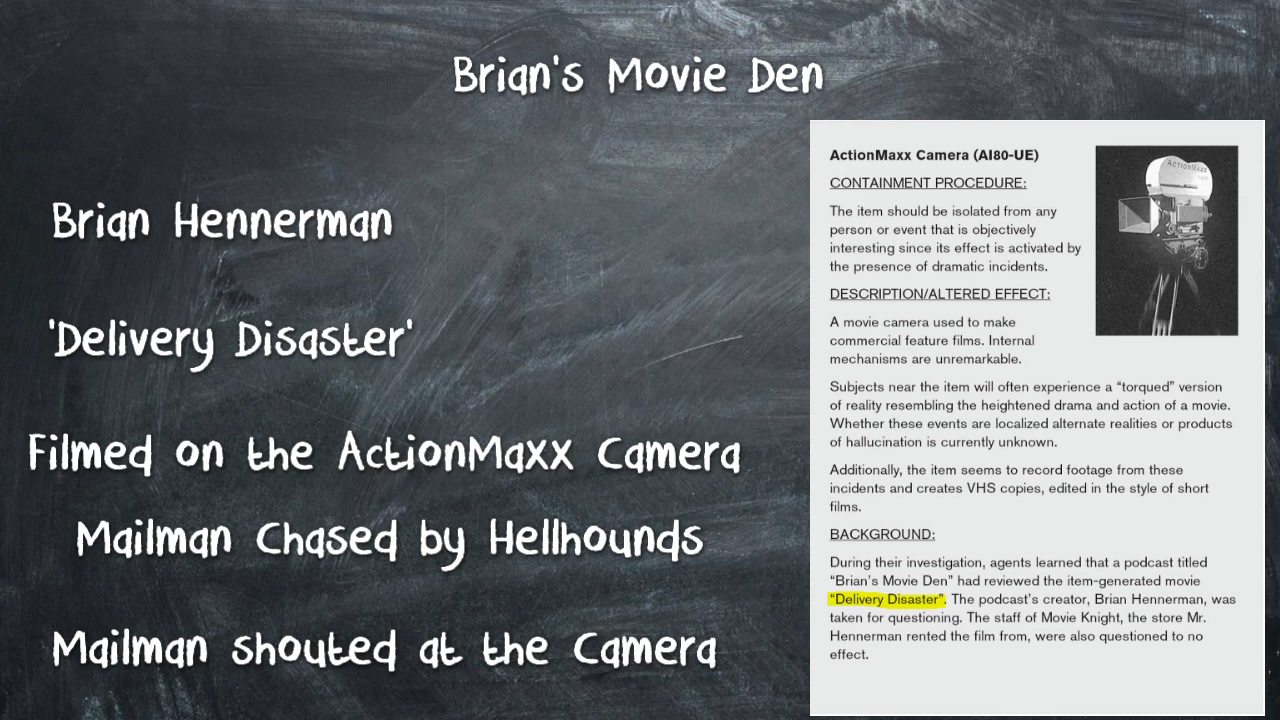 Brian's Movie Den
Brian Hennerman
'Delivery Disaster'
Filmed on the ActionMaxx Camera
Mailman Chased by Hellhounds
Mailman shouted at the Camera
ActionMaxx Camera (AI80-UE)
CONTAINMENT PROCEDURE:
The item should be isolated from any
person or event that is objectively
interesting since its effect is activated by
the presence of dramatic incidents.
DESCRIPTION/ALTERED EFFECT:
A movie camera used to make
commercial feature films. Internal
mechanisms are unremarkable.
Subjects near the item will often experience a “torqued” version
of reality resembling the heightened drama and action of a movie.
Whether these events are localized alternate realities or products
of hallucination is currently unknown.
Additionally, the item seems to record footage from these
incidents and creates VHS copies, edited in the style of short
films.
BACKGROUND:
During their investigation, agents learned that a podcast titled
“Brian’s Movie Den” had reviewed the item-generated movie
“Delivery Disaster”. The podcast’s creator, Brian Hennerman, was
taken for questioning. The staff of Movie Knight, the store Mr.
Hennerman rented the film from, were also questioned to no
effect.
ACTIONMAXX